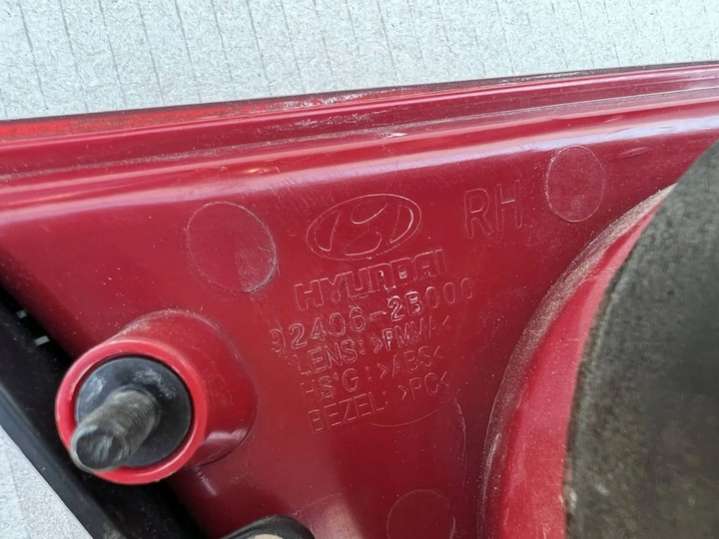 RH
HYUNDAI
92406-2B000
LENS:>PMMA<
HS'G:>ABS<
BEZEL:>PC<